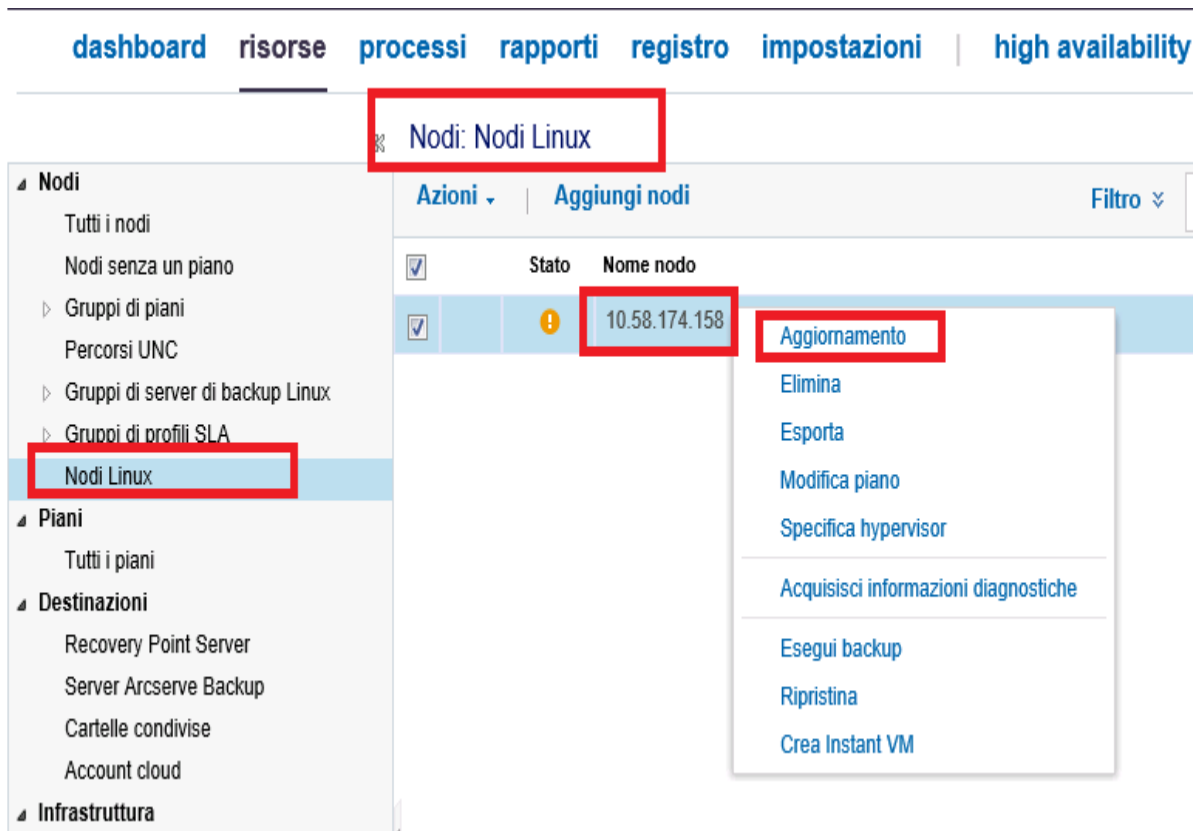 dashboard risorse processi rapporti registro impostazioni | high availability
Nodi: Nodi Linux
Nodi
Tutti i nodi
Nodi senza un piano
Gruppi di piani
Percorsi UNC
Gruppi di server di backup Linux
Gruppi di profili SLA
Nodi Linux
Piani
Tutti i piani
Destinazioni
Recovery Point Server
Server Arcserve Backup
Cartelle condivise
Account cloud
Infrastruttura
Azioni | Aggiungi nodi Filtro
Stato Nome nodo
10.58.174.158
Aggiornamento
Elimina
Esporta
Modifica piano
Specifica hypervisor
Acquisisci informazioni diagnostiche
Esegui backup
Ripristina
Crea Instant VM